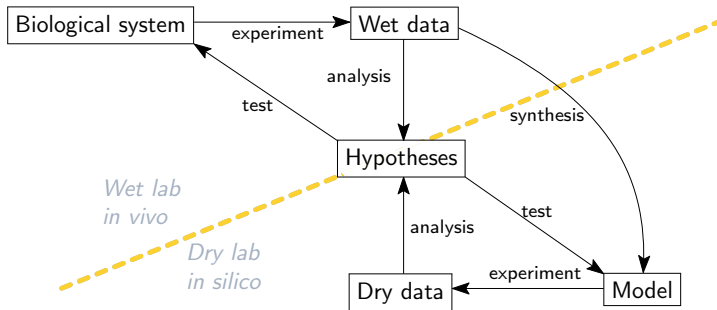 Biological system
experiment
Wet data
analysis
test
synthesis
Hypotheses
Wet lab
in vivo
test
analysis
Dry lab
in silico
experiment
Dry data
Model